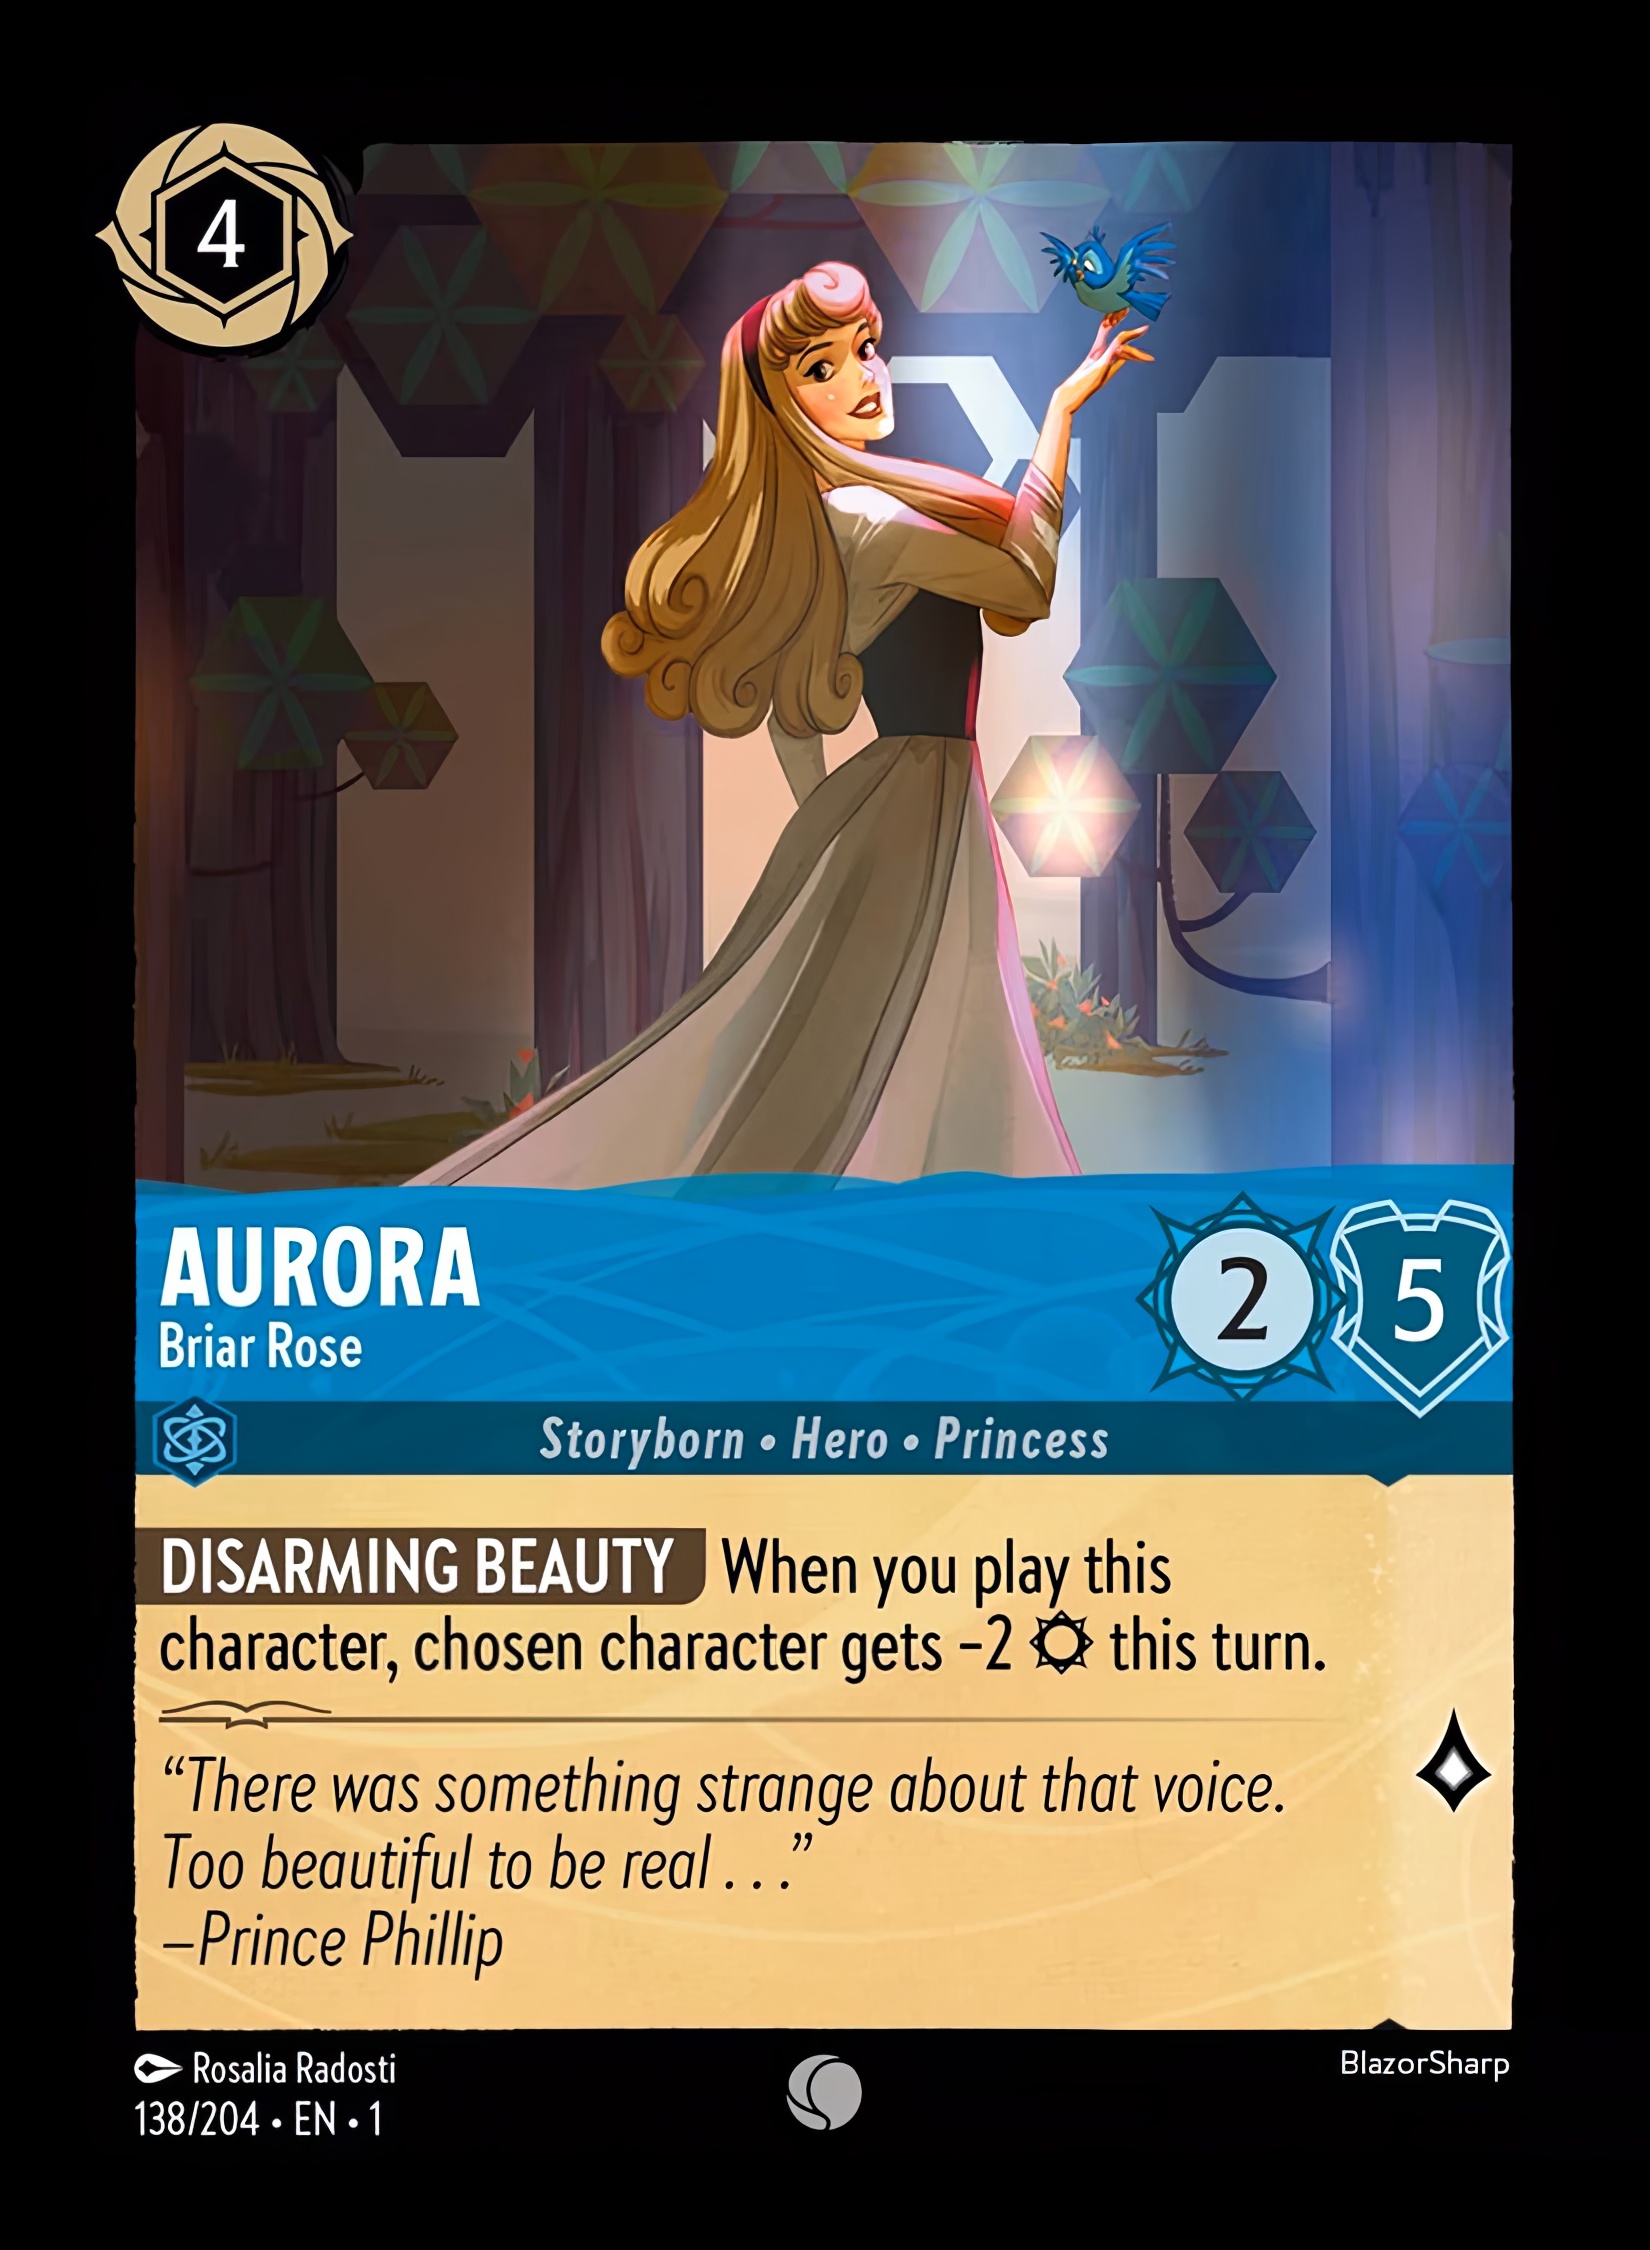 4
AURORA
Briar Rose
2
5
Storyborn • Hero • Princess
DISARMING BEAUTY When you play this
character, chosen character gets -2 this turn.
“There was something strange about that voice.
Too beautiful to be real . . .”
–Prince Phillip
Rosalia Radosti
BlazorSharp
138/204 • EN • 1